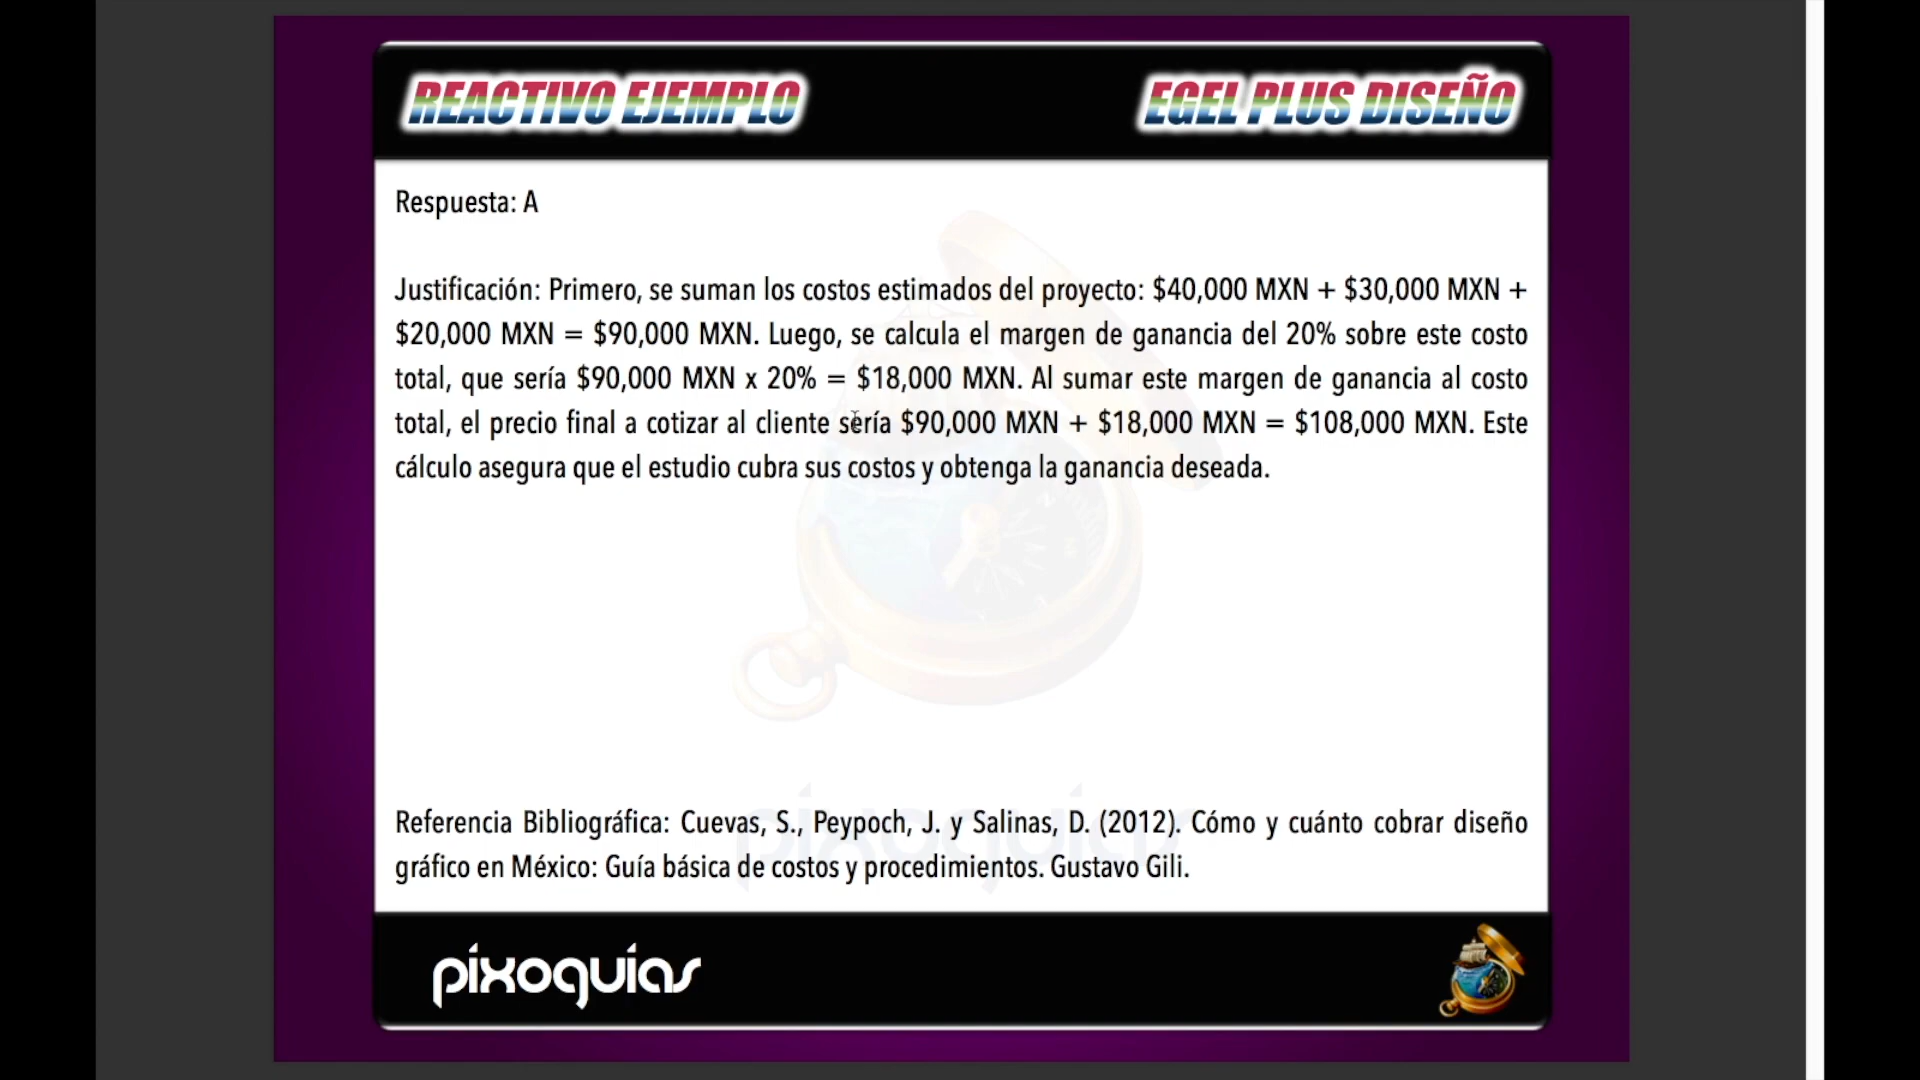 REACTIVO EJEMPLO
EGEL PLUS DISEÑO
Respuesta: A
Justificación: Primero, se suman los costos estimados del proyecto: $40,000 MXN + $30,000 MXN +
$20,000 MXN = $90,000 MXN. Luego, se calcula el margen de ganancia del 20% sobre este costo
total, que sería $90,000 MXN x 20% = $18,000 MXN. Al sumar este margen de ganancia al costo
total, el precio final a cotizar al cliente sería $90,000 MXN + $18,000 MXN = $108,000 MXN. Este
cálculo asegura que el estudio cubra sus costos y obtenga la ganancia deseada.
Referencia Bibliográfica: Cuevas, S., Peypoch, J. y Salinas, D. (2012). Cómo y cuánto cobrar diseño
gráfico en México: Guía básica de costos y procedimientos. Gustavo Gili.
pixoguías